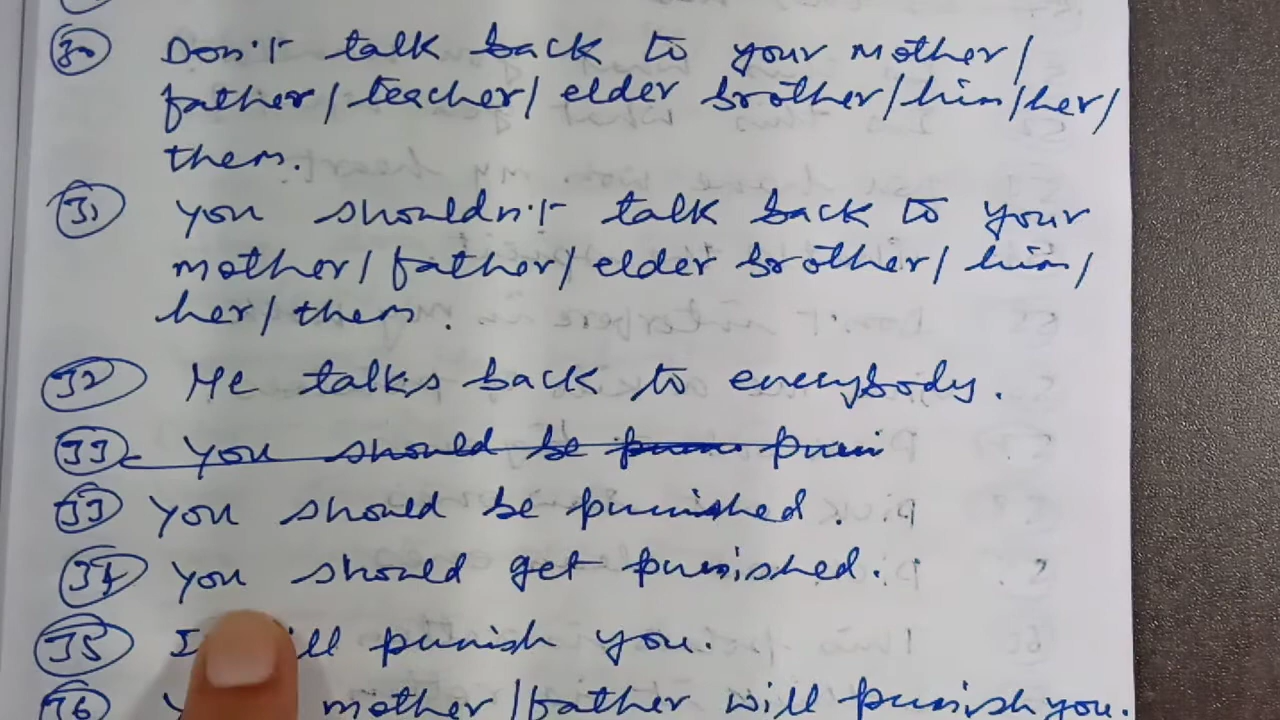 30 Don't talk back to your mother/
father/teacher/elder brother/him/her/
them.
31 You shouldn't talk back to your
mother/father/elder brother/him/
her/them.
32 He talks back to everybody.
33 You should be
33 You should be punished.
34 You should get punished.
35 I punish you.
36 mother/father will punish you.